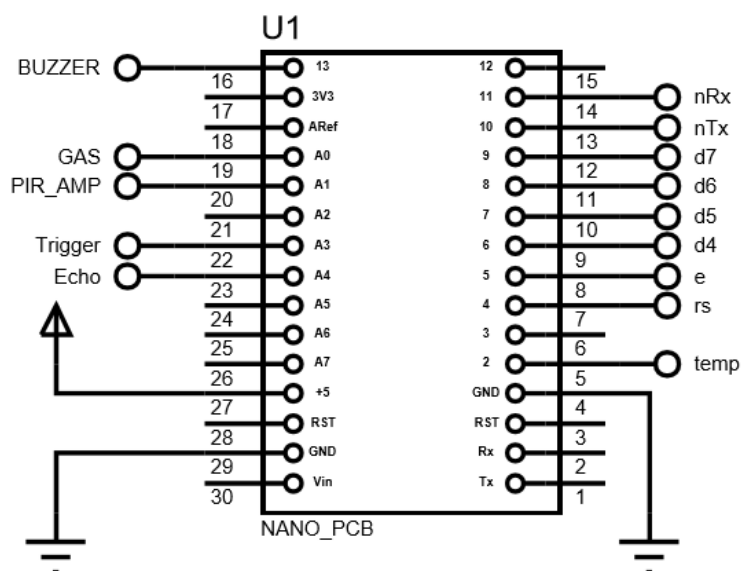 U1
BUZZER 13 12
16 3V3 11 15 nRx
17 ARef 10 14 nTx
GAS 18 A0 9 13 d7
PIR_AMP 19 A1 8 12 d6
20 A2 7 11 d5
Trigger 21 A3 6 10 d4
Echo 22 A4 5 9 e
23 A5 4 8 rs
24 A6 3 7
25 A7 2 6 temp
26 +5 GND 5
27 RST RST 4
28 GND Rx 3
29 Vin Tx 2
30 1
NANO_PCB